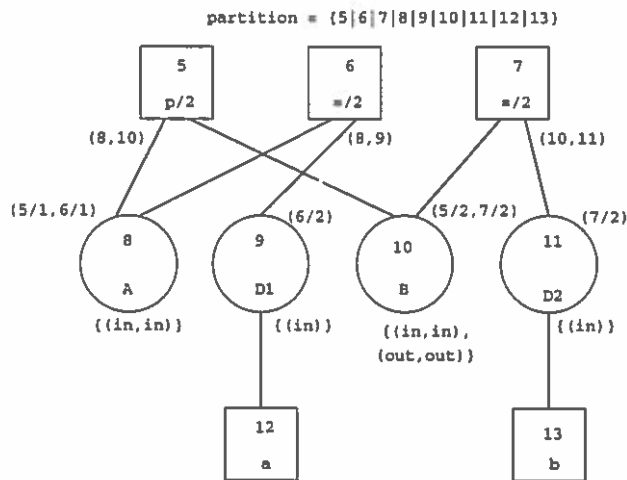 partition = {5|6|7|8|9|10|11|12|13}
5 6 7
p/2 =/2 =/2
(8,10) (8,9) (10,11)
(5/1,6/1) (6/2) (5/2,7/2) (7/2)
8 9 10 11
A D1 B D2
{(in,in)} {(in)} {(in,in), {(in)}
(out,out)}
12 13
a b